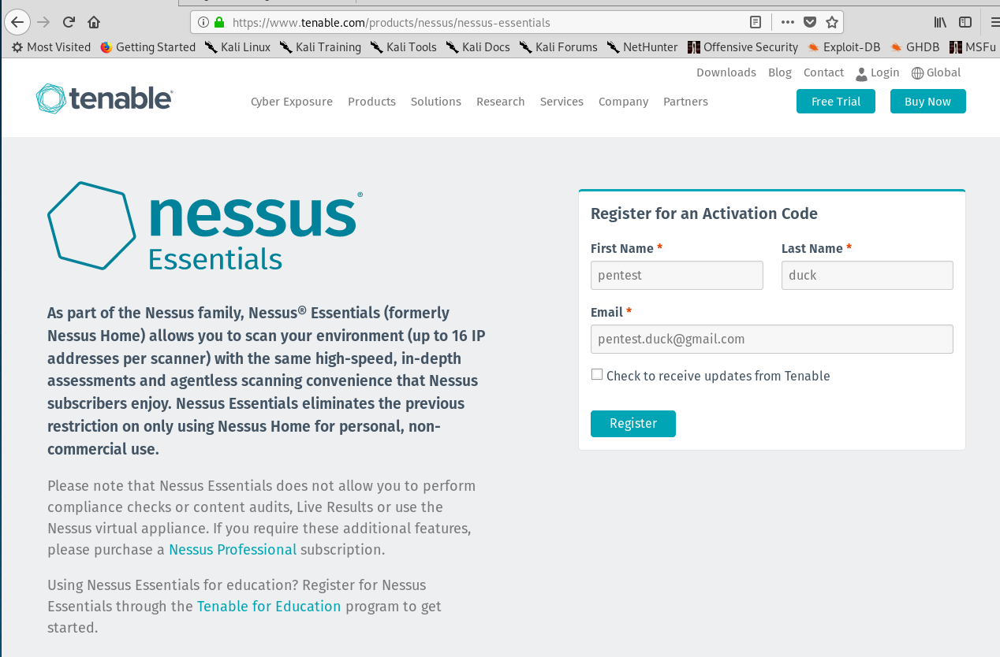 https://www.tenable.com/products/nessus/nessus-essentials
Most Visited Getting Started Kali Linux Kali Training Kali Tools Kali Docs Kali Forums NetHunter Offensive Security Exploit-DB GHDB MSFu
Downloads Blog Contact Login Global
tenable®
Cyber Exposure Products Solutions Research Services Company Partners
Free Trial Buy Now
nessus®
Essentials
As part of the Nessus family, Nessus® Essentials (formerly
Nessus Home) allows you to scan your environment (up to 16 IP
addresses per scanner) with the same high-speed, in-depth
assessments and agentless scanning convenience that Nessus
subscribers enjoy. Nessus Essentials eliminates the previous
restriction on only using Nessus Home for personal, non-
commercial use.
Please note that Nessus Essentials does not allow you to perform
compliance checks or content audits, Live Results or use the
Nessus virtual appliance. If you require these additional features,
please purchase a Nessus Professional subscription.
Using Nessus Essentials for education? Register for Nessus
Essentials through the Tenable for Education program to get
started.
Register for an Activation Code
First Name * Last Name *
pentest duck
Email *
pentest.duck@gmail.com
Check to receive updates from Tenable
Register